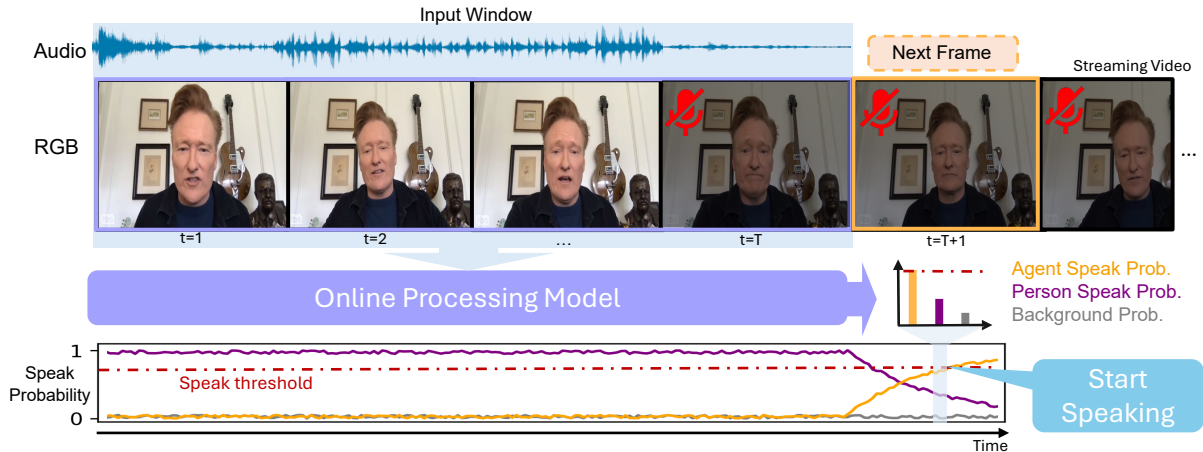 Input Window
Audio
Next Frame
Streaming Video
RGB
...
t=1
t=2
...
t=T
t=T+1
Online Processing Model
Agent Speak Prob.
Person Speak Prob.
Background Prob.
1
Speak threshold
Speak
Probability
0
Start
Speaking
Time